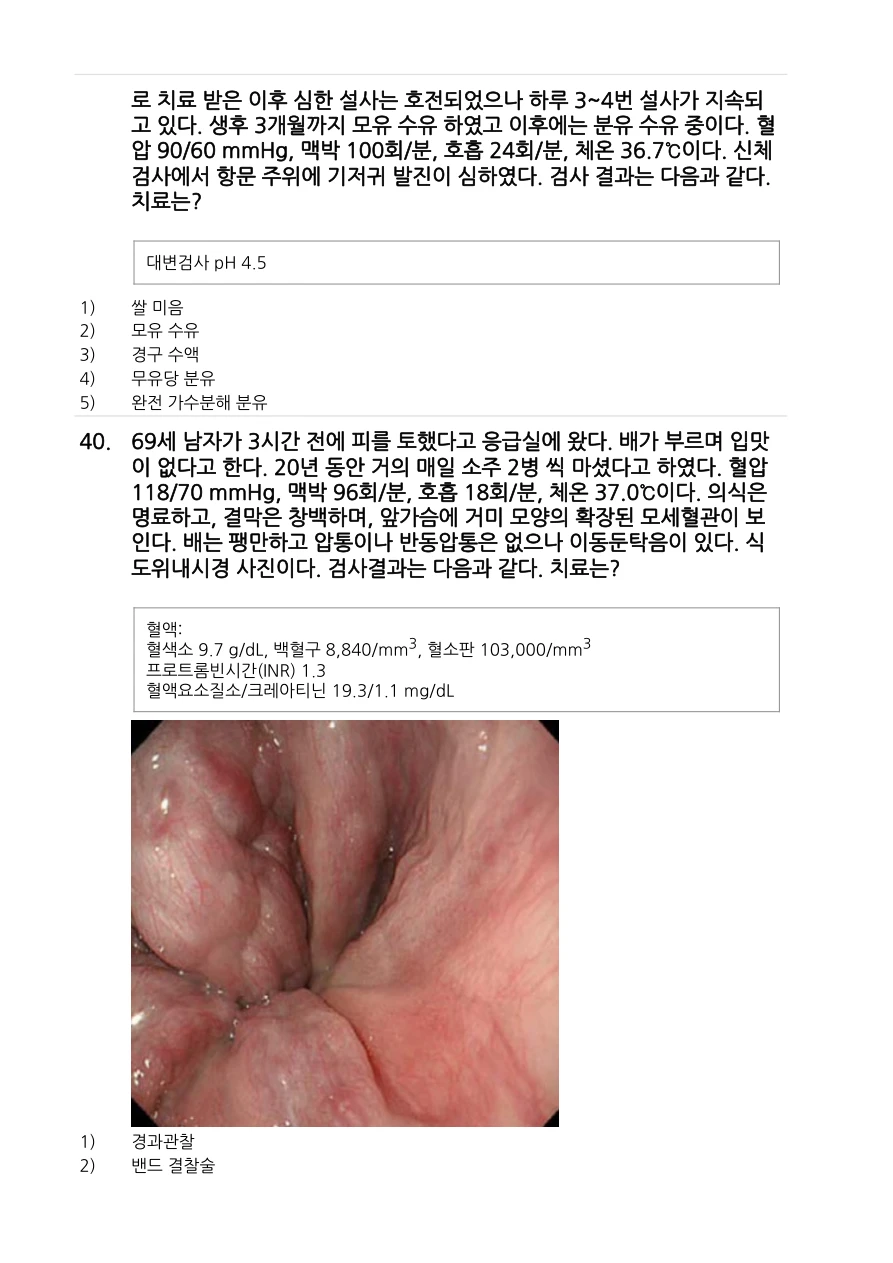 로 치료 받은 이후 심한 설사는 호전되었으나 하루 3~4번 설사가 지속되
고 있다. 생후 3개월까지 모유 수유 하였고 이후에는 분유 수유 중이다. 혈
압 90/60 mmHg, 맥박 100회/분, 호흡 24회/분, 체온 36.7℃이다. 신체
검사에서 항문 주위에 기저귀 발진이 심하였다. 검사 결과는 다음과 같다.
치료는?
대변검사 pH 4.5
1) 쌀 미음
2) 모유 수유
3) 경구 수액
4) 무유당 분유
5) 완전 가수분해 분유
40. 69세 남자가 3시간 전에 피를 토했다고 응급실에 왔다. 배가 부르며 입맛
이 없다고 한다. 20년 동안 거의 매일 소주 2병 씩 마셨다고 하였다. 혈압
118/70 mmHg, 맥박 96회/분, 호흡 18회/분, 체온 37.0℃이다. 의식은
명료하고, 결막은 창백하며, 앞가슴에 거미 모양의 확장된 모세혈관이 보
인다. 배는 팽만하고 압통이나 반동압통은 없으나 이동둔탁음이 있다. 식
도위내시경 사진이다. 검사결과는 다음과 같다. 치료는?
혈액:
혈색소 9.7 g/dL, 백혈구 8,840/mm³, 혈소판 103,000/mm³
프로트롬빈시간(INR) 1.3
혈액요소질소/크레아티닌 19.3/1.1 mg/dL
1) 경과관찰
2) 밴드 결찰술